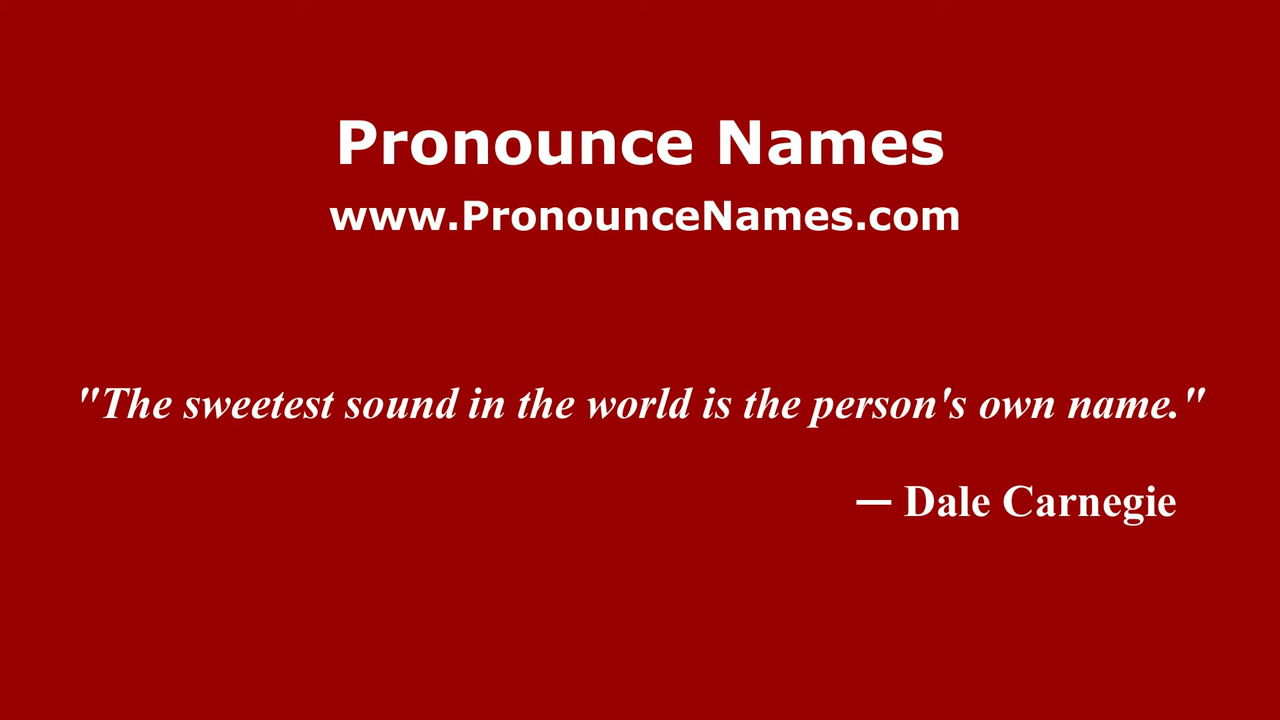 Pronounce Names
www.PronounceNames.com
"The sweetest sound in the world is the person's own name."
— Dale Carnegie